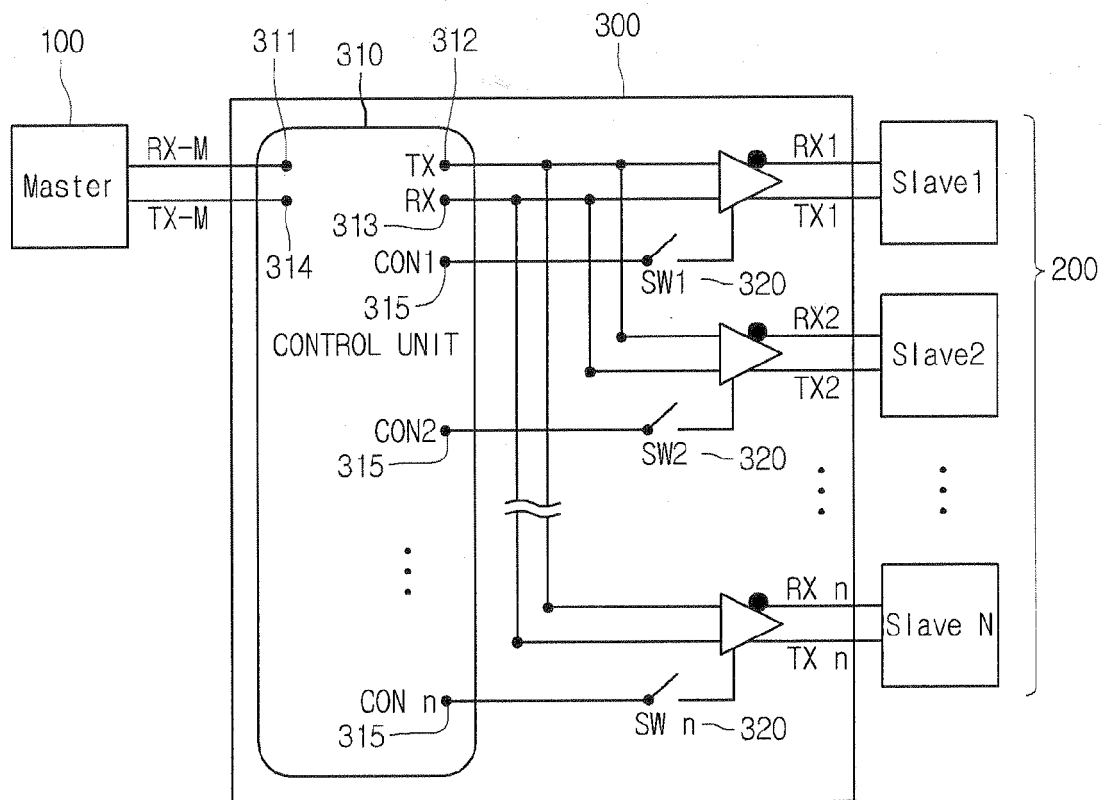 100
311
310
312
300
Master
RX-M
TX-M
314
TX
RX
313
CON1
315
CONTROL UNIT
SW1
320
RX1
TX1
Slave1
200
RX2
TX2
Slave2
CON2
315
SW2
320
RX n
TX n
Slave N
CON n
315
SW n
320